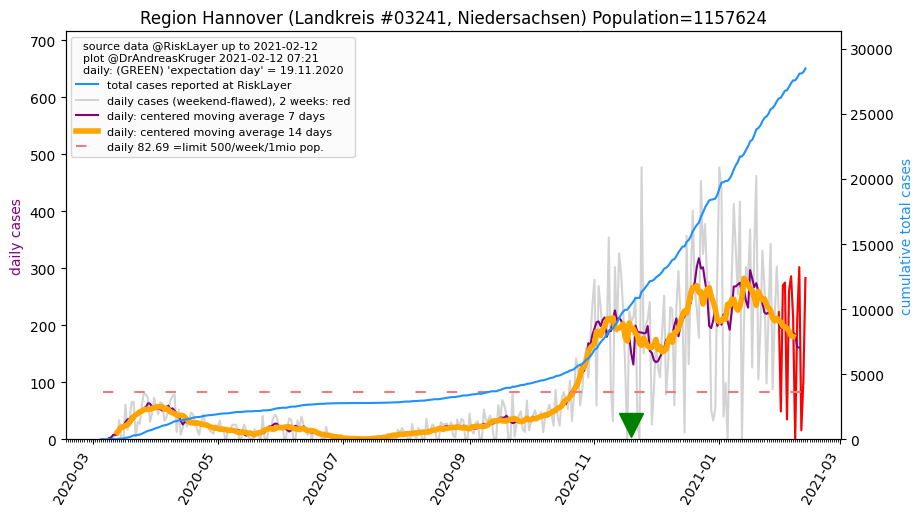 Region Hannover (Landkreis #03241, Niedersachsen) Population=1157624
source data @RiskLayer up to 2021-02-12
plot @DrAndreasKruger 2021-02-12 07:21
daily: (GREEN) 'expectation day' = 19.11.2020
total cases reported at RiskLayer
daily cases (weekend-flawed), 2 weeks: red
daily: centered moving average 7 days
daily: centered moving average 14 days
daily 82.69 =limit 500/week/1mio pop.
daily cases
700
600
500
400
300
200
100
0
30000
25000
20000
15000
10000
5000
0
cumulative total cases
2020-03
2020-05
2020-07
2020-09
2020-11
2021-01
2021-03